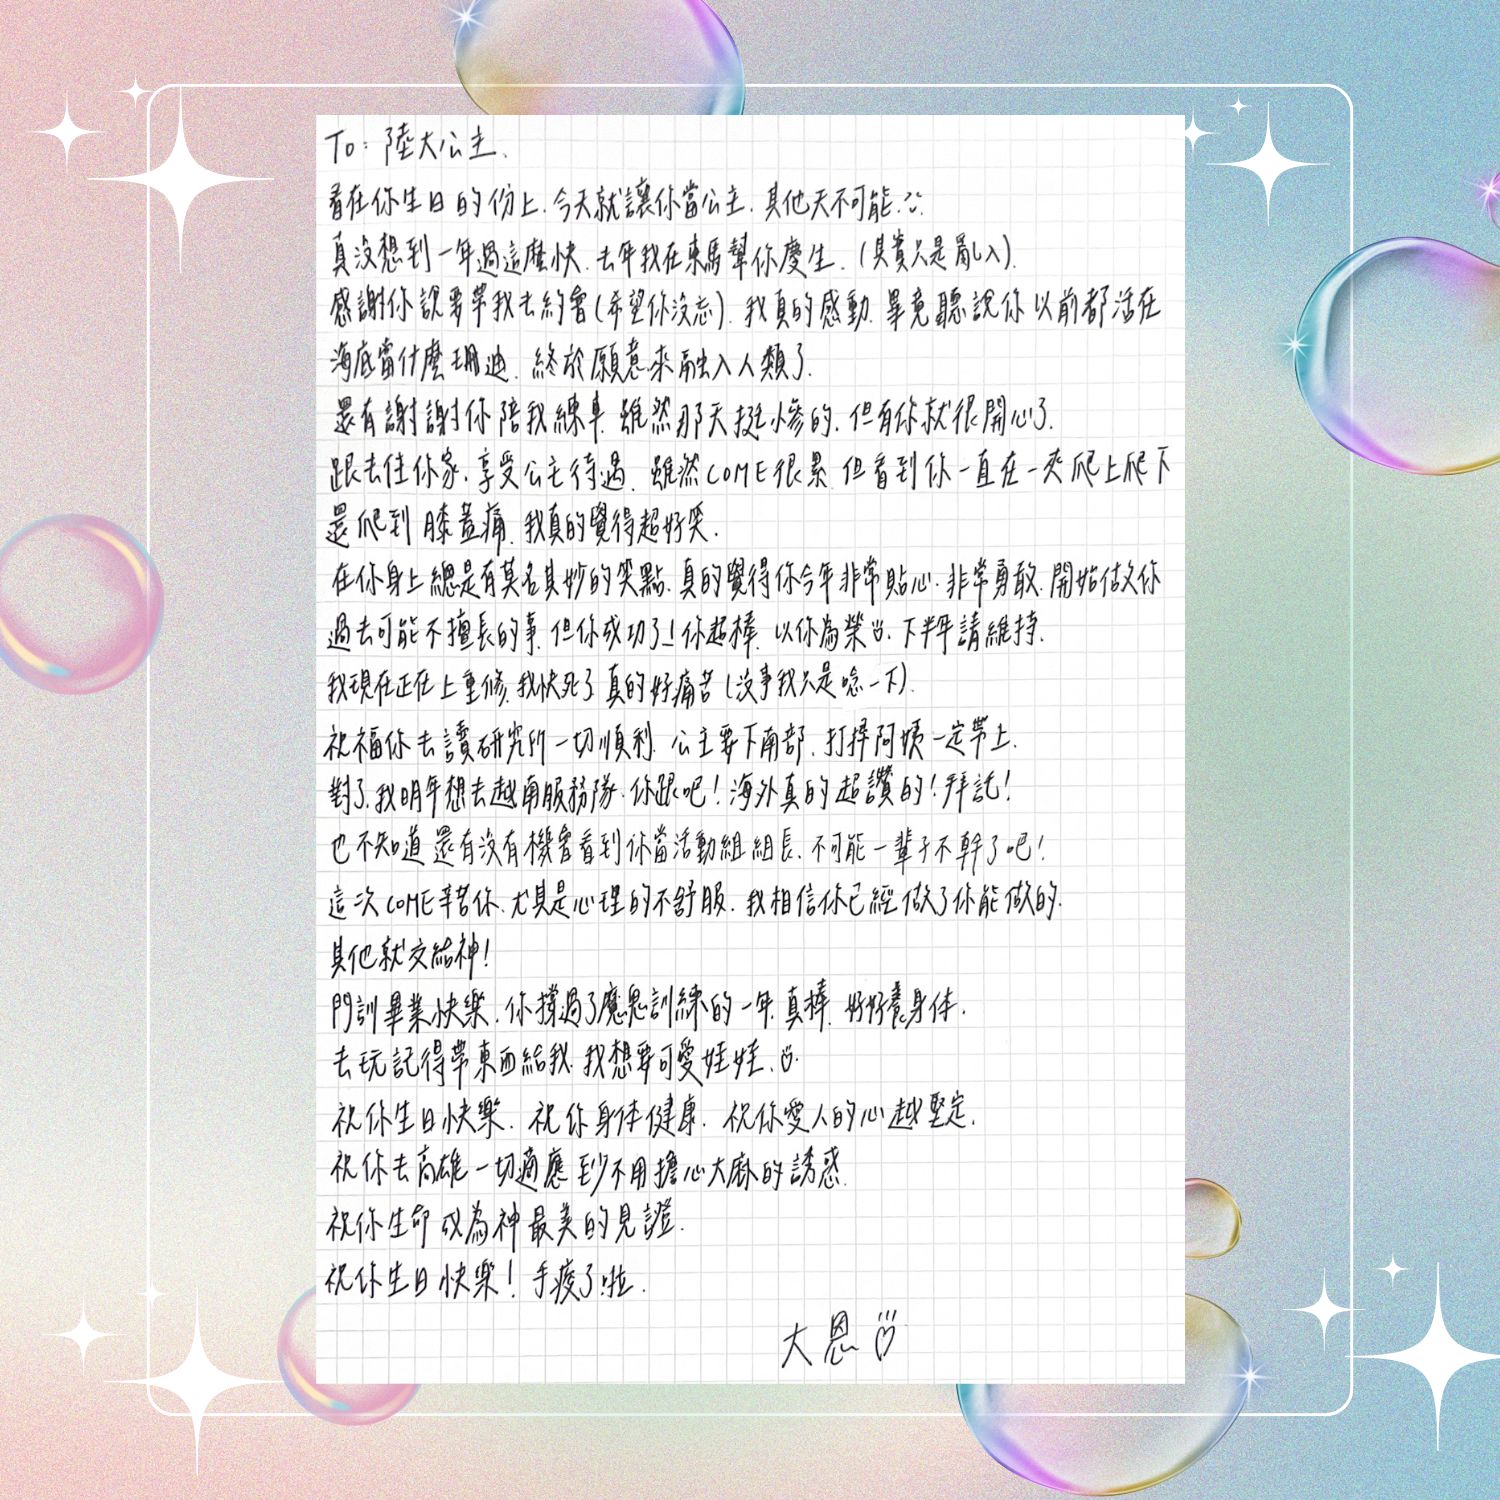 To: 陸大公主、
看在你生日的份上、今天就讓你當公主、其他天不可能、
真沒想到一年過這麼快、去年我在東馬幫你慶生、(其實只是亂入)、
感謝你說要帶我去約會(希望你沒忘)、我真的感動、畢竟聽說你以前都活在
海底當什麼珊迪、終於願意來融入人類了、
還有謝謝你陪我練車、雖然那天挺慘的、但有你就很開心了、
跟去住你家、享受公主待遇、雖然COME很累、但看到你一直在一夾爬上爬下
還爬到膝蓋痛、我真的覺得超好笑、
在你身上總是有莫名其妙的笑點、真的覺得你今年非常貼心、非常勇敢、開始做你
過去可能不擅長的事、但你成功了!你超棒、以你為榮、下半年請維持、
我現在正在上重修、我快死了、真的好痛苦(沒事我只是唸一下)、
祝福你去讀研究所一切順利、公主要下南部、打掃阿姨一定帶上、
對了、我明年想去越南服務隊、你跟吧!海外真的超讚的!拜託!
也不知道還有沒有機會看到你當活動組組長、不可能一輩子不幹了吧!
這次COME辛苦你、尤其是心理的不舒服、我相信你已經做了你能做的、
其他就交給神!
門訓畢業快樂、你撐過了魔鬼訓練的一年、真棒、好好養身体、
去玩記得帶東西給我、我想要可愛娃娃、
祝你生日快樂、祝你身体健康、祝你愛人的心越堅定、
祝你去高雄一切適應、不用擔心大麻的誘惑、
祝你生命成為神最美的見證、
祝你生日快樂!手痠了啦、
大恩